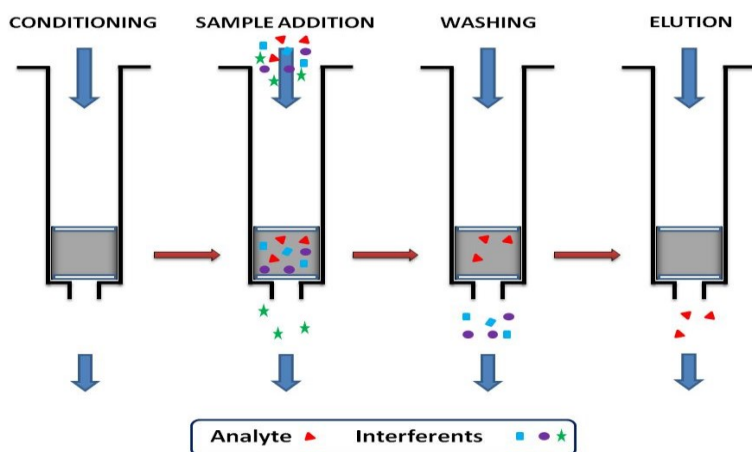 CONDITIONING
SAMPLE ADDITION
WASHING
ELUTION
Analyte
Interferents